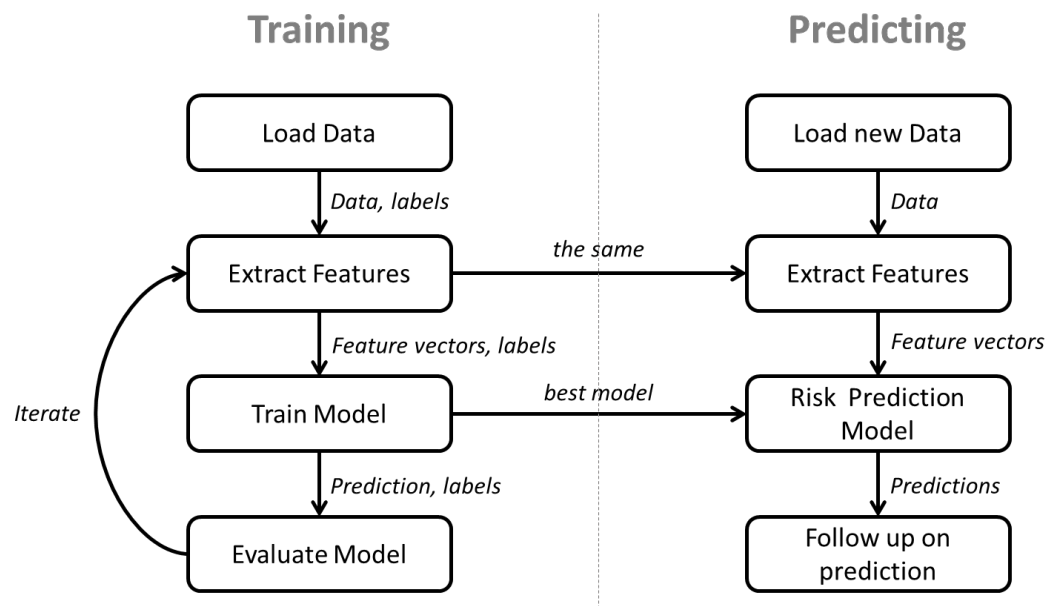 Training
Predicting
Load Data
Load new Data
Data, labels
Data
the same
Extract Features
Extract Features
Feature vectors, labels
Feature vectors
best model
Iterate
Train Model
Risk Prediction
Model
Prediction, labels
Predictions
Evaluate Model
Follow up on
prediction